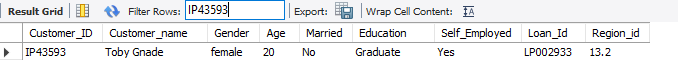 Result Grid Filter Rows: IP43593 Export: Wrap Cell Content:
Customer_ID Customer_name Gender Age Married Education Self_Employed Loan_Id Region_id
IP43593 Toby Gnade female 20 No Graduate Yes LP002933 13.2